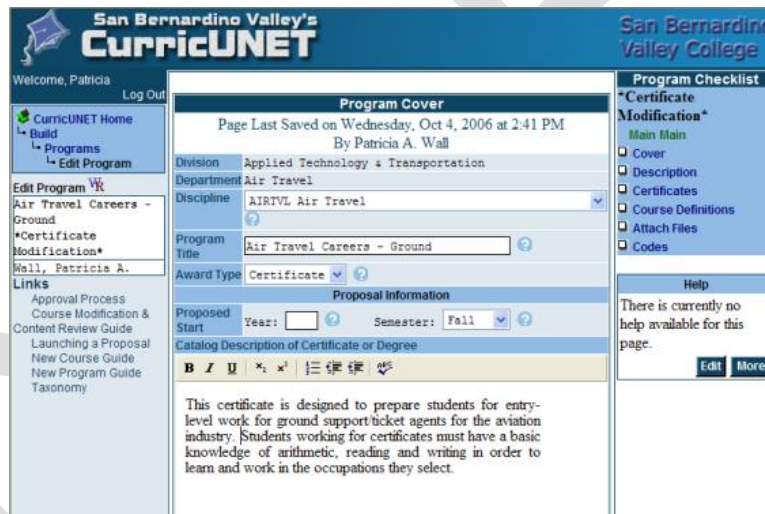 San Bernardino Valley's
CurricUNET
San Bernardino
Valley College
Welcome, Patricia
Log Out
CurricUNET Home
Build
Programs
Edit Program
Edit Program WR
Air Travel Careers -
Ground
*Certificate
Modification*
Wall, Patricia A.
Links
Approval Process
Course Modification &
Content Review Guide
Launching a Proposal
New Course Guide
New Program Guide
Taxonomy
Program Cover
Page Last Saved on Wednesday, Oct 4, 2006 at 2:41 PM
By Patricia A. Wall
Division Applied Technology & Transportation
Department Air Travel
Discipline AIRTVL Air Travel
?
Program
Title Air Travel Careers - Ground ?
Award Type Certificate ?
Proposal Information
Proposed
Start Year: ? Semester: Fall ?
Catalog Description of Certificate or Degree
B I U ×₂ ×² ABC
This certificate is designed to prepare students for entry-
level work for ground support/ticket agents for the aviation
industry. Students working for certificates must have a basic
knowledge of arithmetic, reading and writing in order to
learn and work in the occupations they select.
Program Checklist
*Certificate
Modification*
Main Main
Cover
Description
Certificates
Course Definitions
Attach Files
Codes
Help
There is currently no
help available for this
page.
Edit More